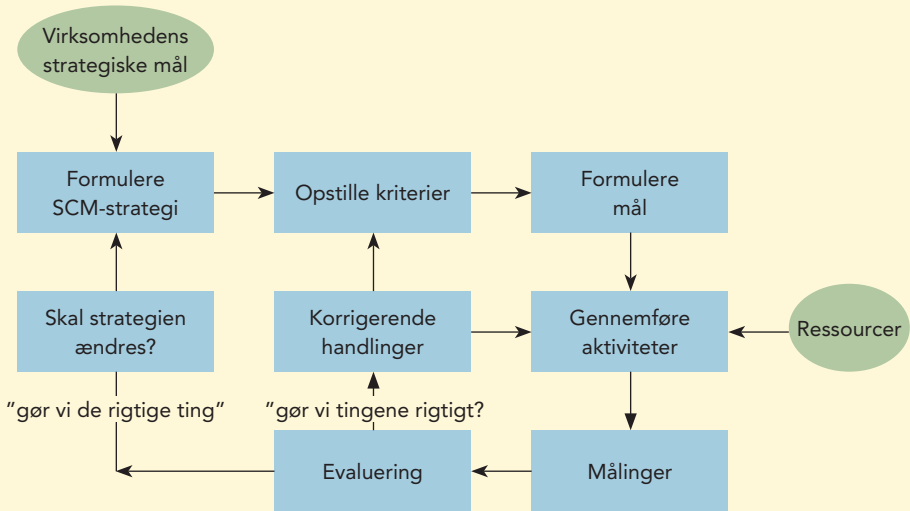 Virksomhedens
strategiske mål
Formulere
SCM-strategi
Opstille kriterier
Formulere
mål
Skal strategien
ændres?
Korrigerende
handlinger
Gennemføre
aktiviteter
Ressourcer
”gør vi de rigtige ting”
”gør vi tingene rigtigt?
Evaluering
Målinger